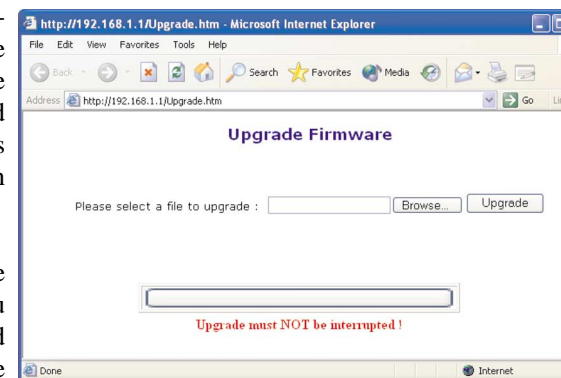 http://192.168.1.1/Upgrade.htm - Microsoft Internet Explorer
File Edit View Favorites Tools Help
Back Search Favorites Media
Address http://192.168.1.1/Upgrade.htm Go
Upgrade Firmware
Please select a file to upgrade : Browse... Upgrade
Upgrade must NOT be interrupted !
Done Internet